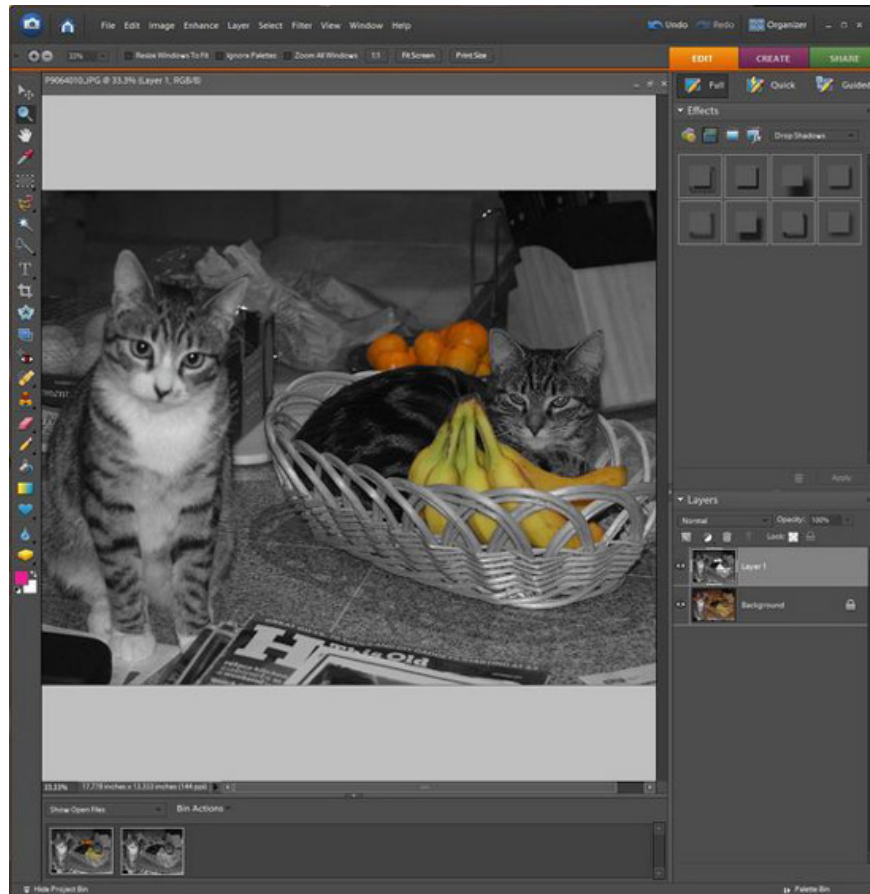 File Edit Image Enhance Layer Select Filter View Window Help
Undo Redo Organizer
33% Resize Windows To Fit Ignore Palettes Zoom All Windows 1:1 Fit Screen Print Size
EDIT CREATE SHARE
P9064010.JPG @ 33.3% (Layer 1, RGB/8)
Full Quick Guided
Effects
Drop Shadows
Apply
Layers
Normal Opacity: 100%
Lock:
Layer 1
Background
H
This Old
33.33% 17.778 inches x 13.333 inches (144 ppi)
Show Open Files Bin Actions
Hide Project Bin Palette Bin